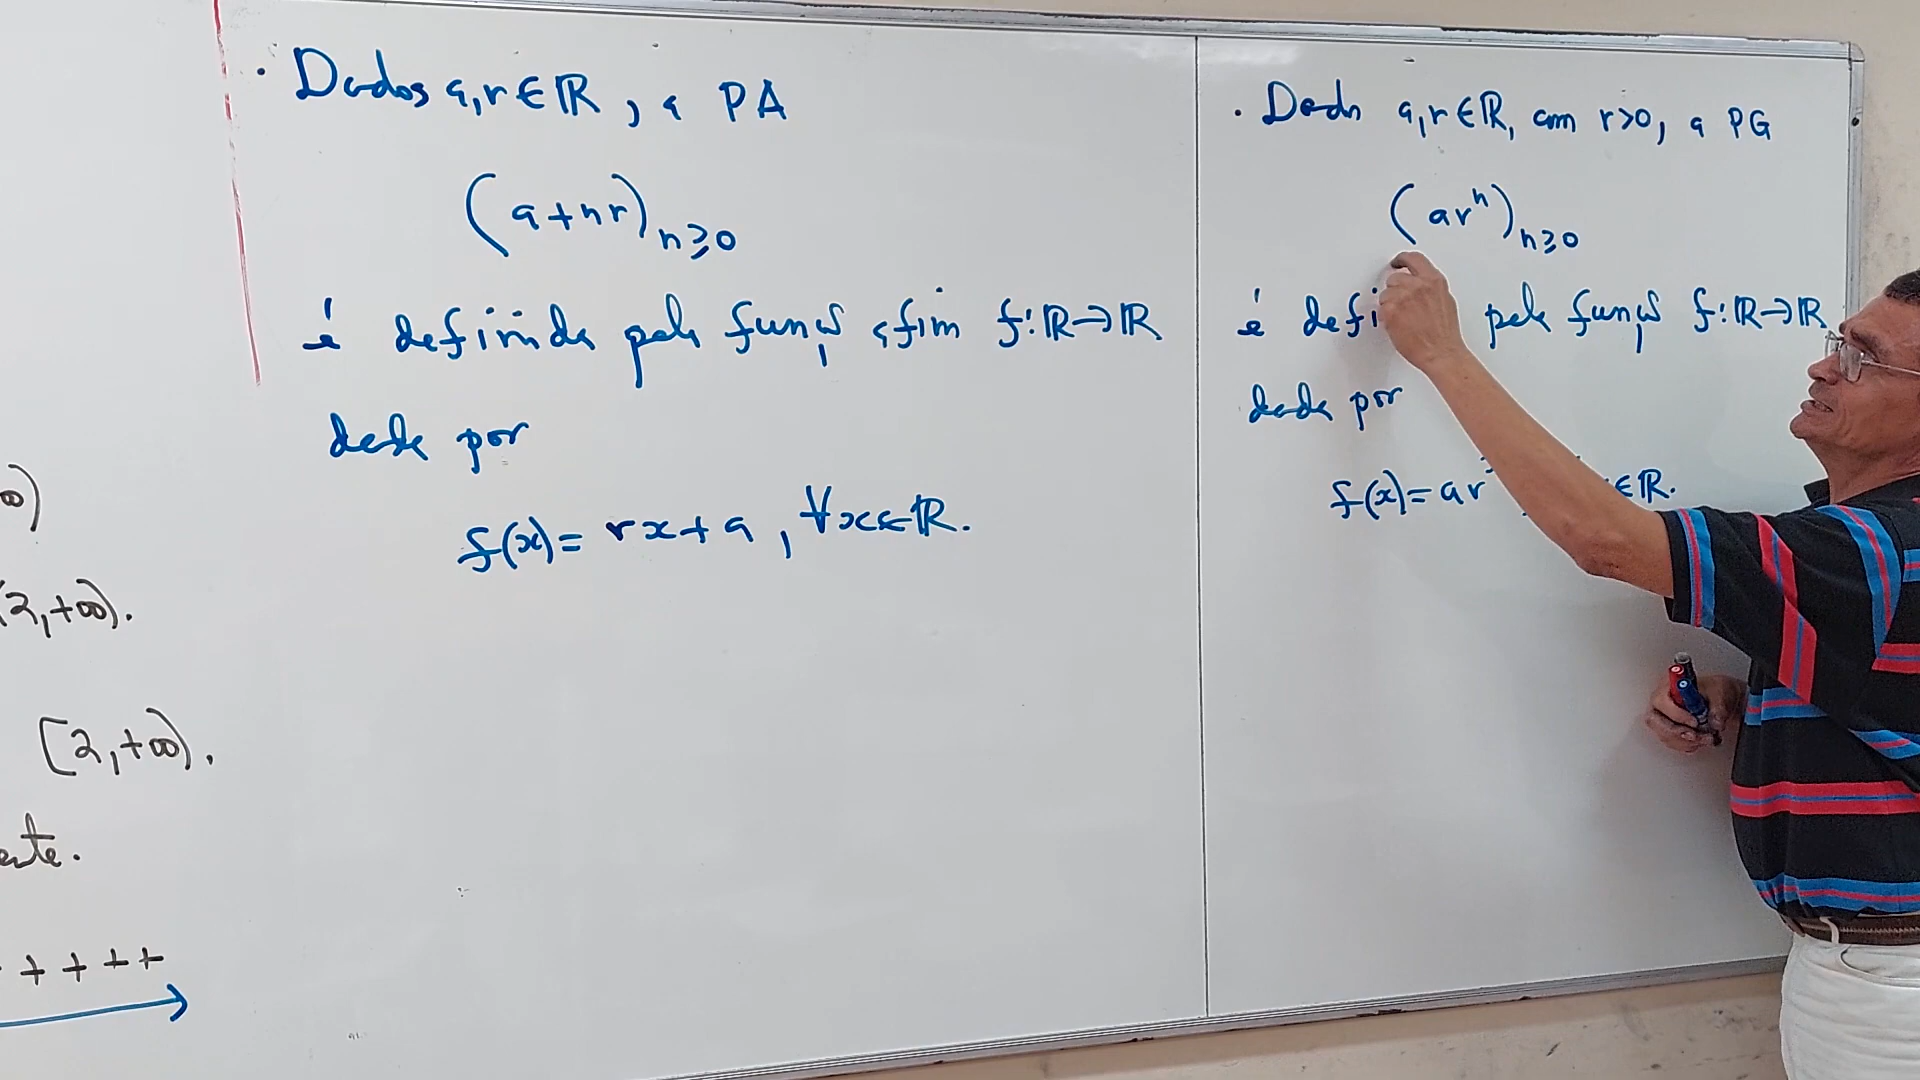 ∞)
(2,+∞).
[2,+∞).
ente.
+ + + +
· Dados a,r∈ℝ, a PA
(a+nr)n≥0
é definida pela função afim f:ℝ→ℝ
dada por
f(x)= rx+a, ∀x∈ℝ.
· Dados a,r∈ℝ, com r>0, a PG
(arⁿ)n≥0
é defi pela função f:ℝ→ℝ
dada por
f(x)= ar ∈ℝ.